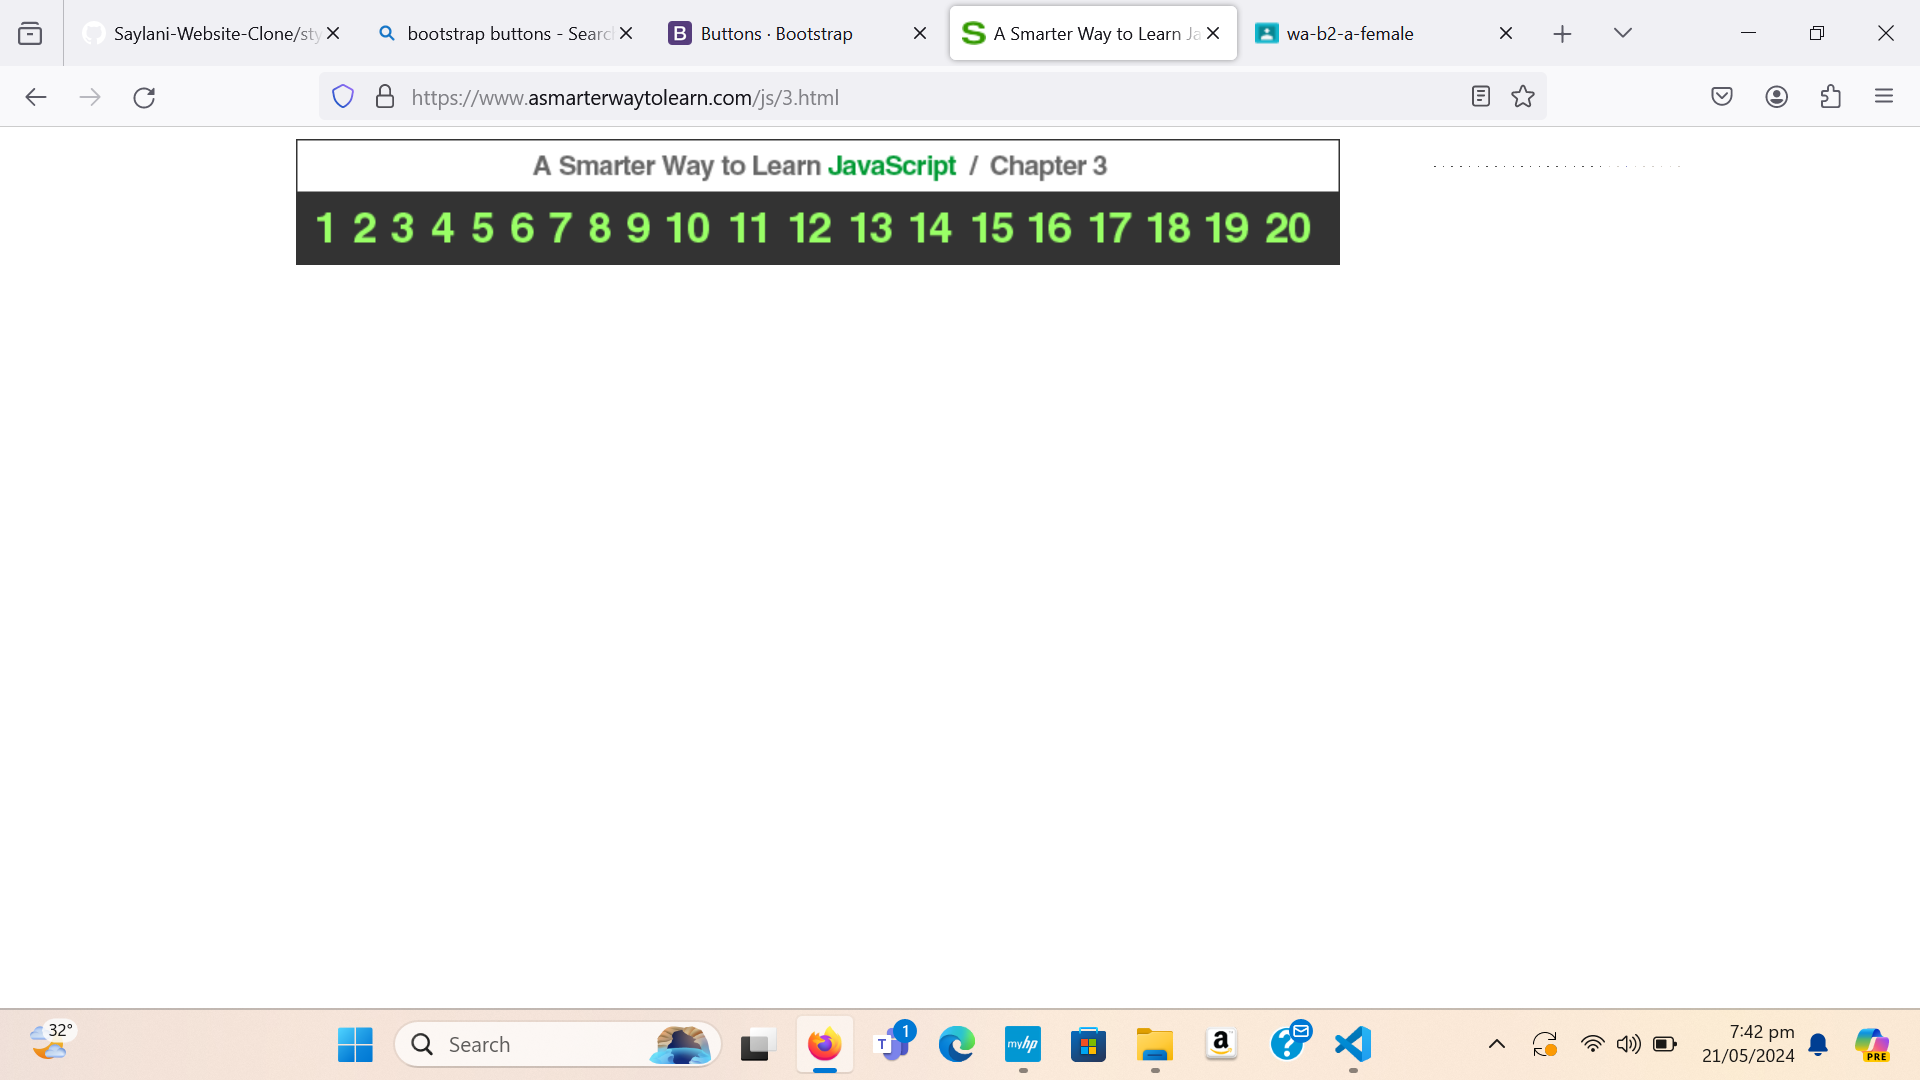 Saylani-Website-Clone/sty
bootstrap buttons - Searc
Buttons · Bootstrap
A Smarter Way to Learn Ja
wa-b2-a-female
https://www.asmarterwaytolearn.com/js/3.html
A Smarter Way to Learn JavaScript / Chapter 3
1 2 3 4 5 6 7 8 9 10 11 12 13 14 15 16 17 18 19 20
32°
Search
T
1
myhp
a
7:42 pm
21/05/2024
PRE